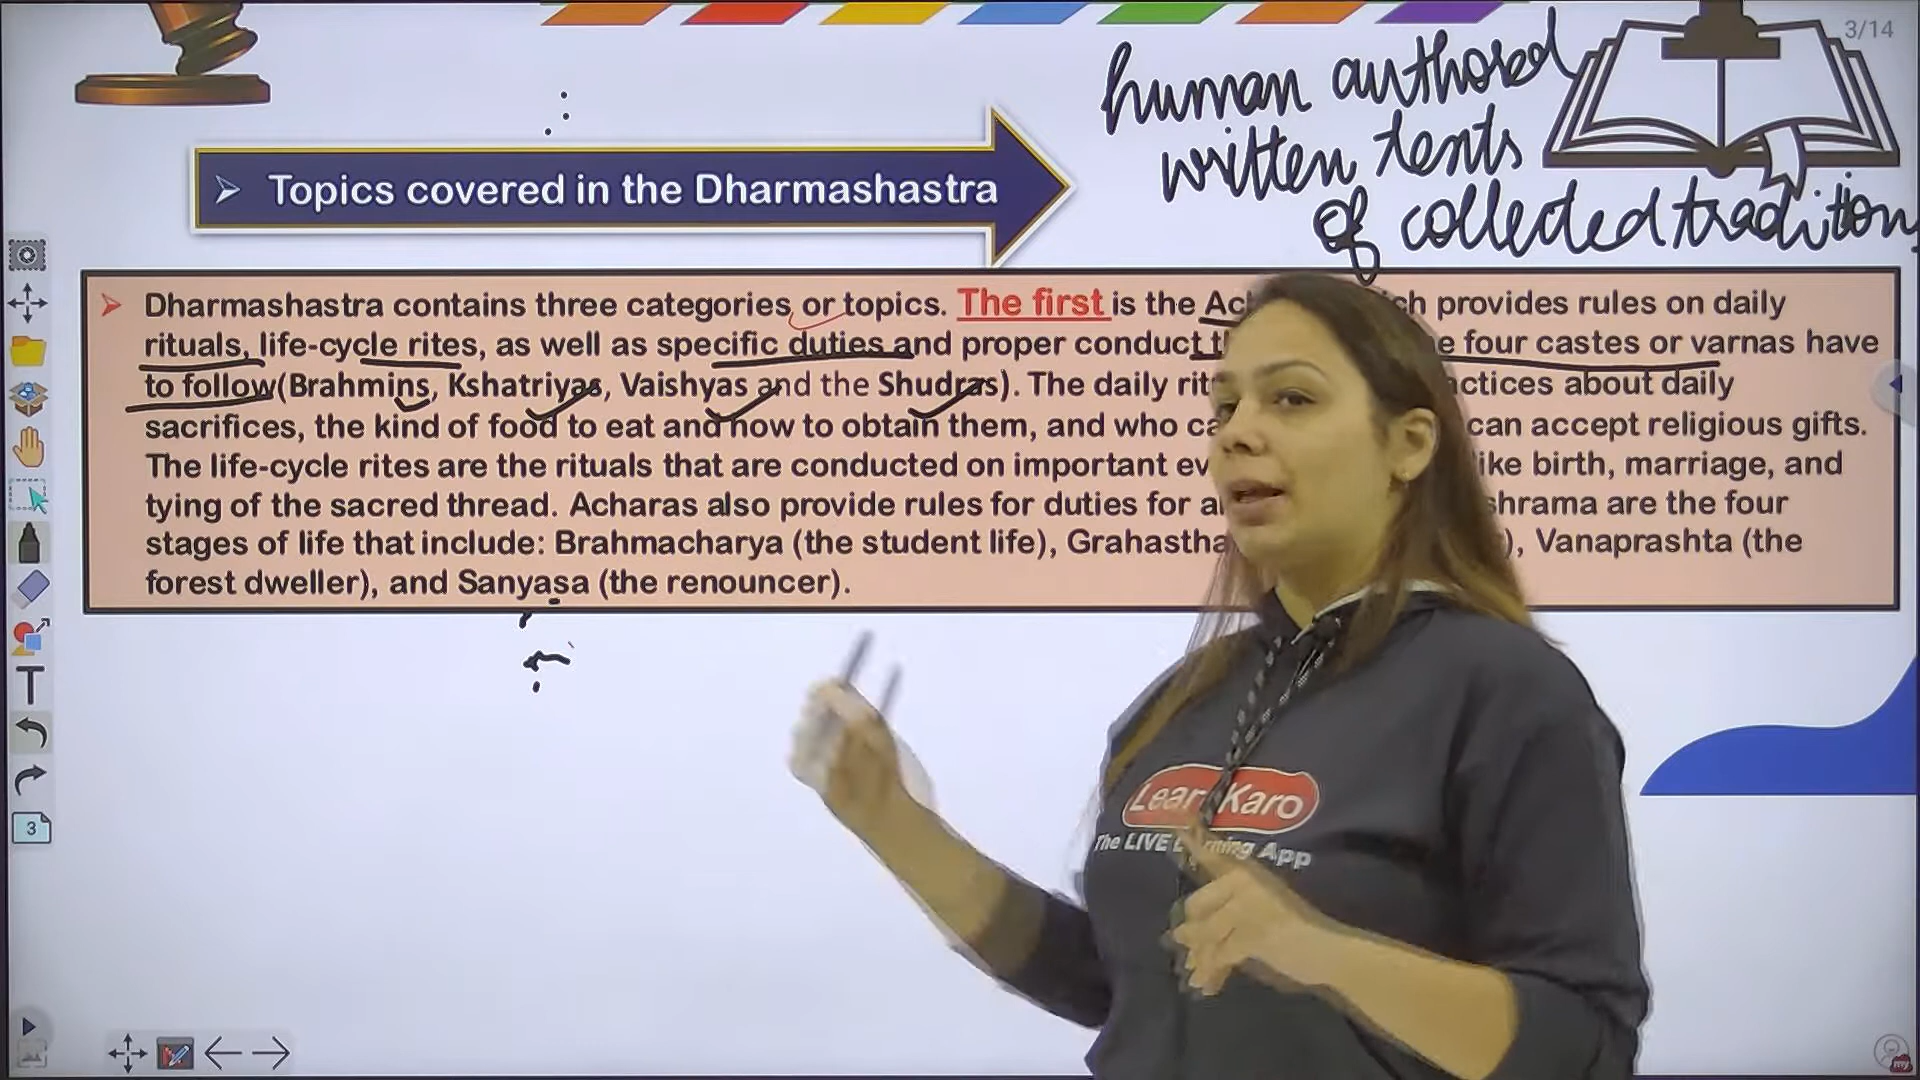 3/14
human authored
written texts
of collected traditions
➢ Topics covered in the Dharmashastra
➢ Dharmashastra contains three categories or topics. The first is the Ac ch provides rules on daily
rituals, life-cycle rites, as well as specific duties and proper conduct t e four castes or varnas have
to follow(Brahmins, Kshatriyas, Vaishyas and the Shudras). The daily rit actices about daily
sacrifices, the kind of food to eat and how to obtain them, and who ca can accept religious gifts.
The life-cycle rites are the rituals that are conducted on important ev ike birth, marriage, and
tying of the sacred thread. Acharas also provide rules for duties for a shrama are the four
stages of life that include: Brahmacharya (the student life), Grahastha ), Vanaprashta (the
forest dweller), and Sanyasa (the renouncer).
Learn Karo
The LIVE L rning App
3